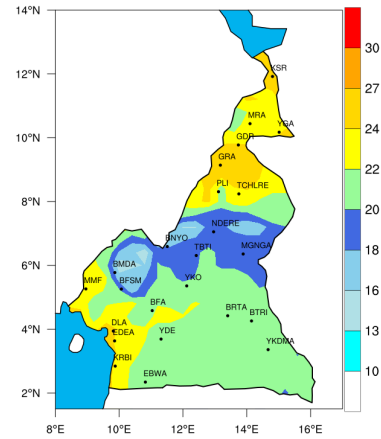 14°N
12°N
10°N
8°N
6°N
4°N
2°N
8°E
10°E
12°E
14°E
16°E
KSR
MRA
YGA
GDR
GRA
PLI
TCHLRE
NDERE
BNYO
TBTI
MGNGA
BMDA
MMF
BFSM
YKO
BFA
BRTA
BTRI
DLA
EDEA
YDE
YKDMA
KRBI
EBWA
30
27
24
22
20
18
16
13
10